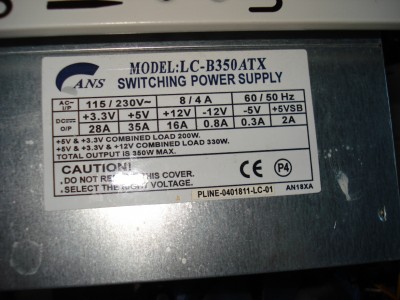 ANS
MODEL:LC-B350ATX
SWITCHING POWER SUPPLY
AC~ I/P 115 / 230V~ 8 / 4 A 60 / 50 Hz
DC O/P +3.3V +5V +12V -12V -5V +5VSB
28A 35A 16A 0.8A 0.3A 2A
+5V & +3.3V COMBINED LOAD 200W.
+5V & +3.3V & +12V COMBINED LOAD 330W.
TOTAL OUTPUT IS 350W MAX.
CAUTION!
.DO NOT REMOVE THIS COVER.
.SELECT THE RIGHT VOLTAGE.
CE P4
PLINE-0401811-LC-01 AN18XA